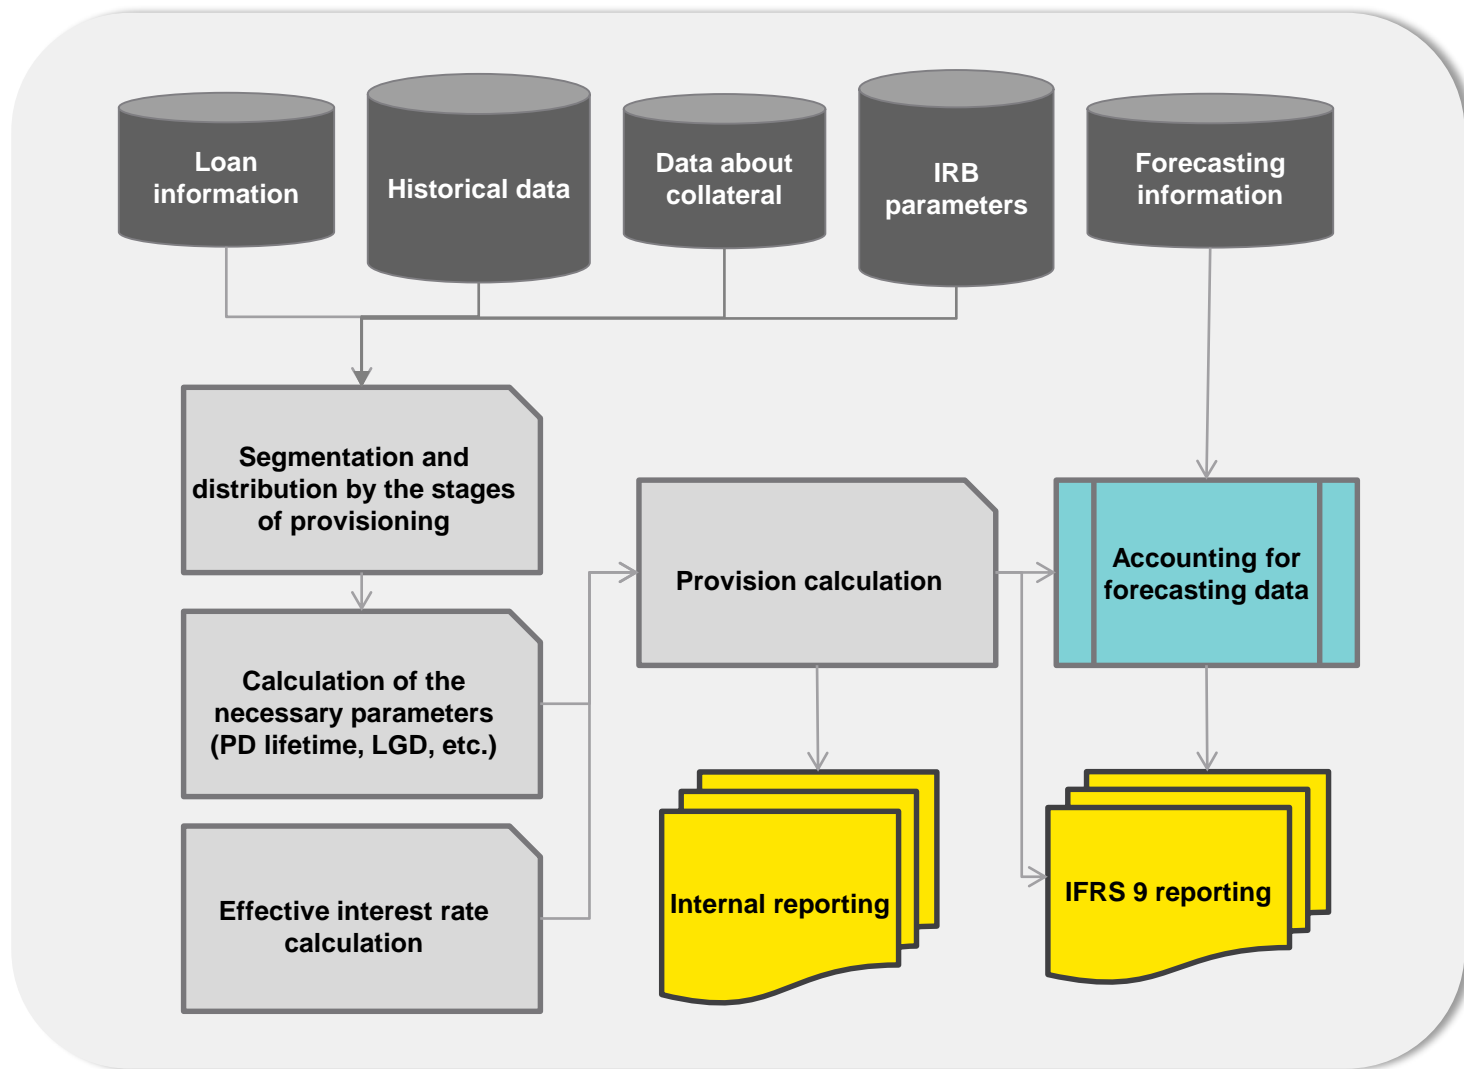 Loan
information
Historical data
Data about
collateral
IRB
parameters
Forecasting
information
Segmentation and
distribution by the stages
of provisioning
Calculation of the
necessary parameters
(PD lifetime, LGD, etc.)
Effective interest rate
calculation
Provision calculation
Accounting for
forecasting data
Internal reporting
IFRS 9 reporting